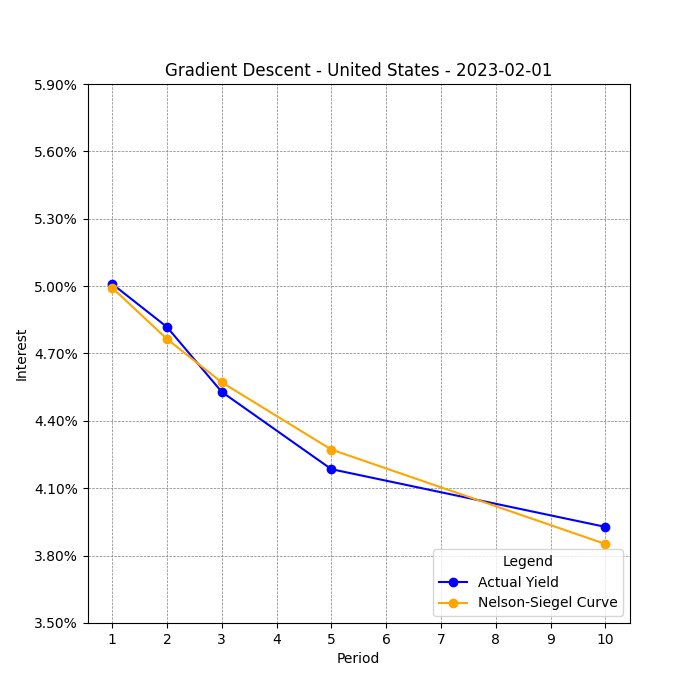 Gradient Descent - United States - 2023-02-01
5.90%
5.60%
5.30%
5.00%
4.70%
4.40%
4.10%
3.80%
3.50%
Interest
1 2 3 4 5 6 7 8 9 10
Period
Legend
Actual Yield
Nelson-Siegel Curve